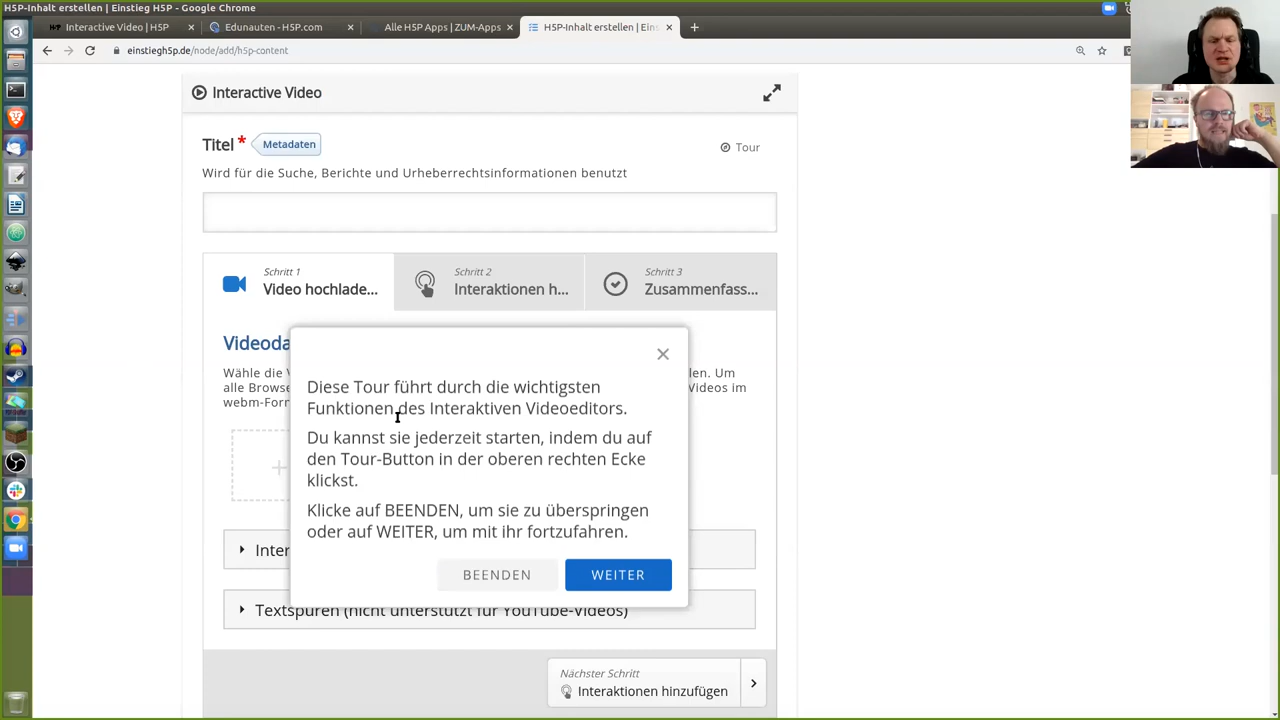 H5P-Inhalt erstellen | Einstieg H5P - Google Chrome
Interactive Video | H5P
Edunauten - H5P.com
Alle H5P Apps | ZUM-Apps
H5P-Inhalt erstellen | Eins
einstiegh5p.de/node/add/h5p-content
Interactive Video
Titel * Metadaten
Tour
Wird für die Suche, Berichte und Urheberrechtsinformationen benutzt
Schritt 1
Video hochlade...
Schritt 2
Interaktionen h...
Schritt 3
Zusammenfass...
Videoda
Wähle die V len. Um
alle Browse Videos im
webm-Forn
Diese Tour führt durch die wichtigsten
Funktionen des Interaktiven Videoeditors.
Du kannst sie jederzeit starten, indem du auf
den Tour-Button in der oberen rechten Ecke
klickst.
Klicke auf BEENDEN, um sie zu überspringen
oder auf WEITER, um mit ihr fortzufahren.
BEENDEN
WEITER
Inter
Textspuren (nicht unterstützt für YouTube-Videos)
Nächster Schritt
Interaktionen hinzufügen